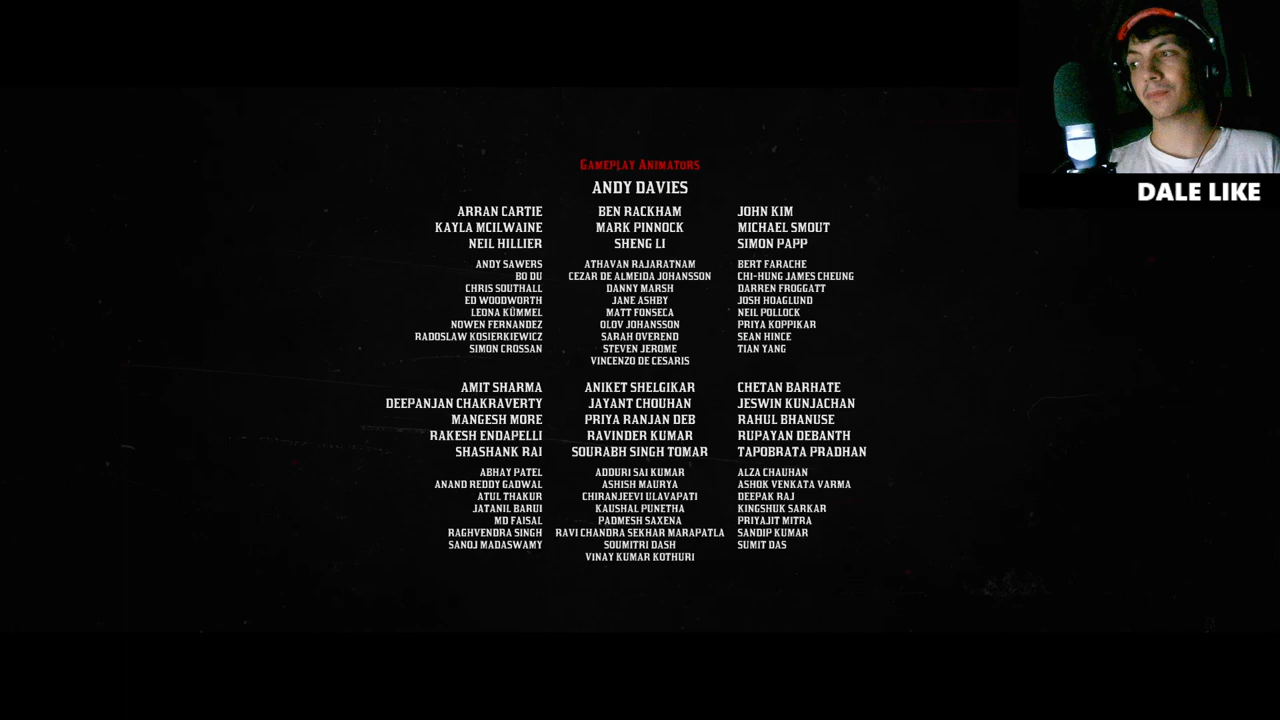 Gameplay Animators
ANDY DAVIES
ARRAN CARTIE BEN RACKHAM JOHN KIM
KAYLA MCILWAINE MARK PINNOCK MICHAEL SMOUT
NEIL HILLIER SHENG LI SIMON PAPP
ANDY SAWERS ATHAVAN RAJARATNAM BERT FARACHE
BO DU CEZAR DE ALMEIDA JOHANSSON CHI-HUNG JAMES CHEUNG
CHRIS SOUTHALL DANNY MARSH DARREN FROGGATT
ED WOODWORTH JANE ASHBY JOSH HOAGLUND
LEONA KÜMMEL MATT FONSECA NEIL POLLOCK
NOWEN FERNANDEZ OLOV JOHANSSON PRIYA KOPPIKAR
RADOSLAW KOSIERKIEWICZ SARAH OVEREND SEAN HINCE
SIMON CROSSAN STEVEN JEROME TIAN YANG
VINCENZO DE CESARIS
AMIT SHARMA ANIKET SHELGIKAR CHETAN BARHATE
DEEPANJAN CHAKRAVERTY JAYANT CHOUHAN JESWIN KUNJACHAN
MANGESH MORE PRIYA RANJAN DEB RAHUL BHANUSE
RAKESH ENDAPELLI RAVINDER KUMAR RUPAYAN DEBANTH
SHASHANK RAI SOURABH SINGH TOMAR TAPOBRATA PRADHAN
ABHAY PATEL ADDURI SAI KUMAR ALZA CHAUHAN
ANAND REDDY GADWAL ASHISH MAURYA ASHOK VENKATA VARMA
ATUL THAKUR CHIRANJEEVI ULAVAPATI DEEPAK RAJ
JATANIL BARUI KAUSHAL PUNETHA KINGSHUK SARKAR
MD FAISAL PADMESH SAXENA PRIYAJIT MITRA
RAGHVENDRA SINGH RAVI CHANDRA SEKHAR MARAPATLA SANDIP KUMAR
SANOJ MADASWAMY SOUMITRI DASH SUMIT DAS
VINAY KUMAR KOTHURI
DALE LIKE